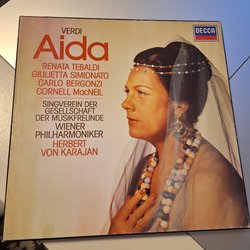 VERDI
Aida
DECCA
RENATA TEBALDI
GIULIETTA SIMIONATO
CARLO BERGONZI
CORNELL MacNEIL
SINGVEREIN DER
GESELLSCHAFT
DER MUSIKFREUNDE
WIENER
PHILHARMONIKER
HERBERT
VON KARAJAN